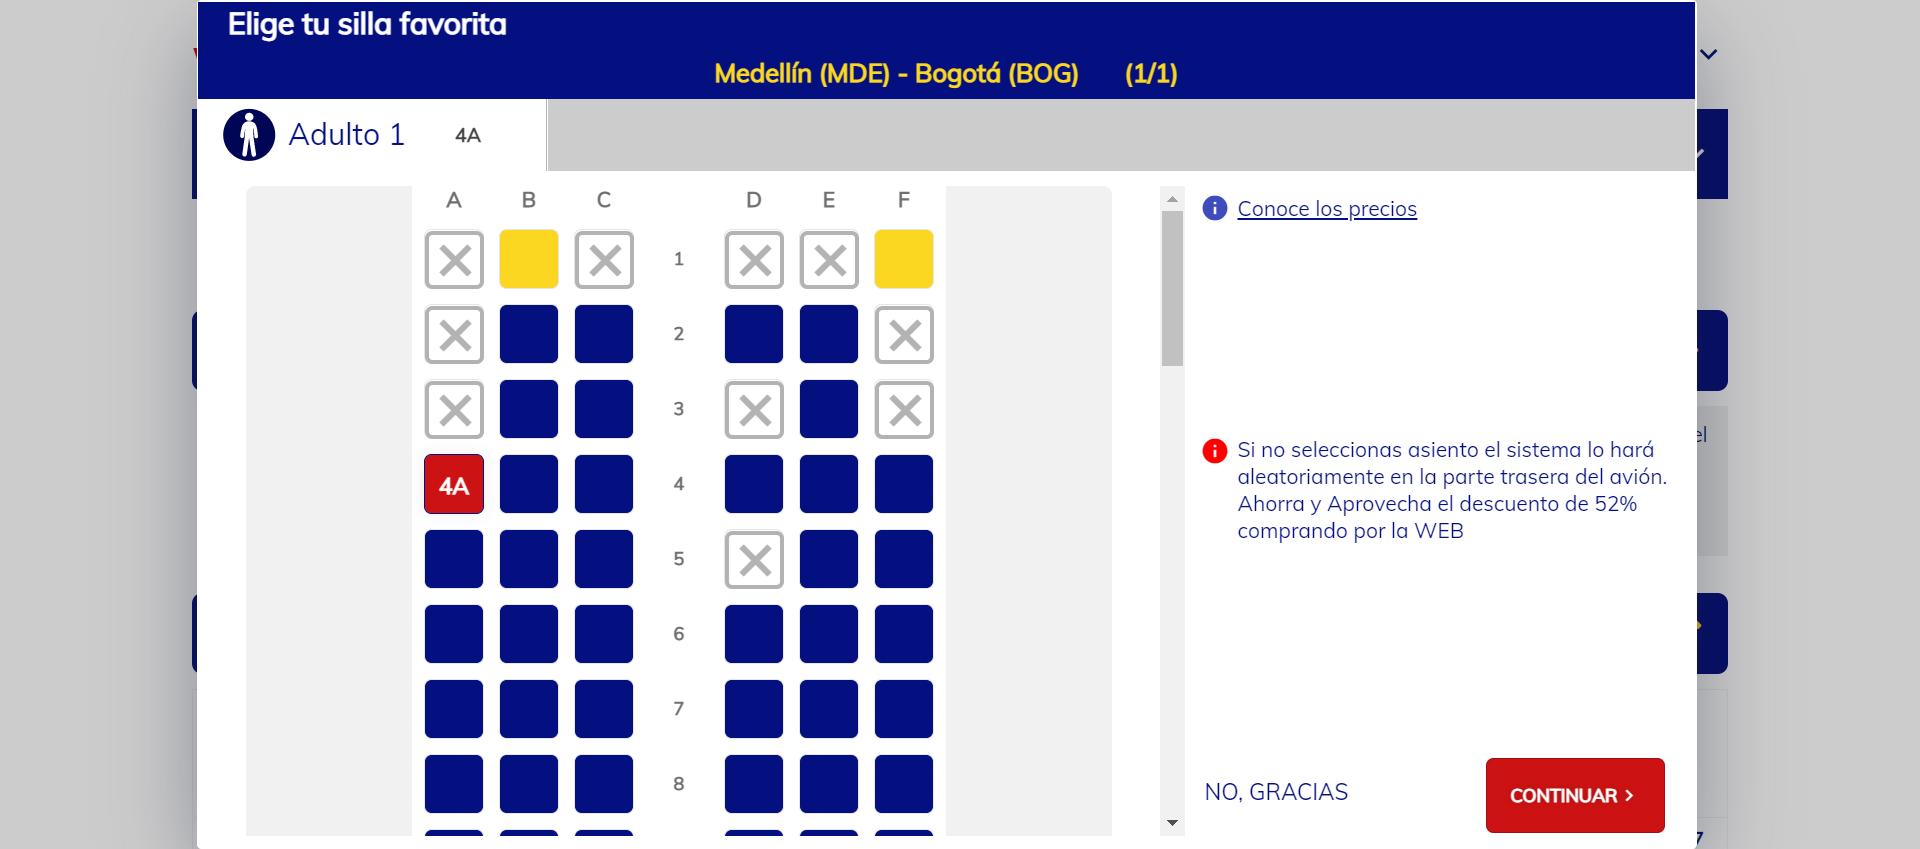 Elige tu silla favorita
Medellín (MDE) - Bogotá (BOG) (1/1)
Adulto 1 4A
A B C D E F
1
2
3
4A 4
5
6
7
8
Conoce los precios
Si no seleccionas asiento el sistema lo hará
aleatoriamente en la parte trasera del avión.
Ahorra y Aprovecha el descuento de 52%
comprando por la WEB
NO, GRACIAS
CONTINUAR
el
7